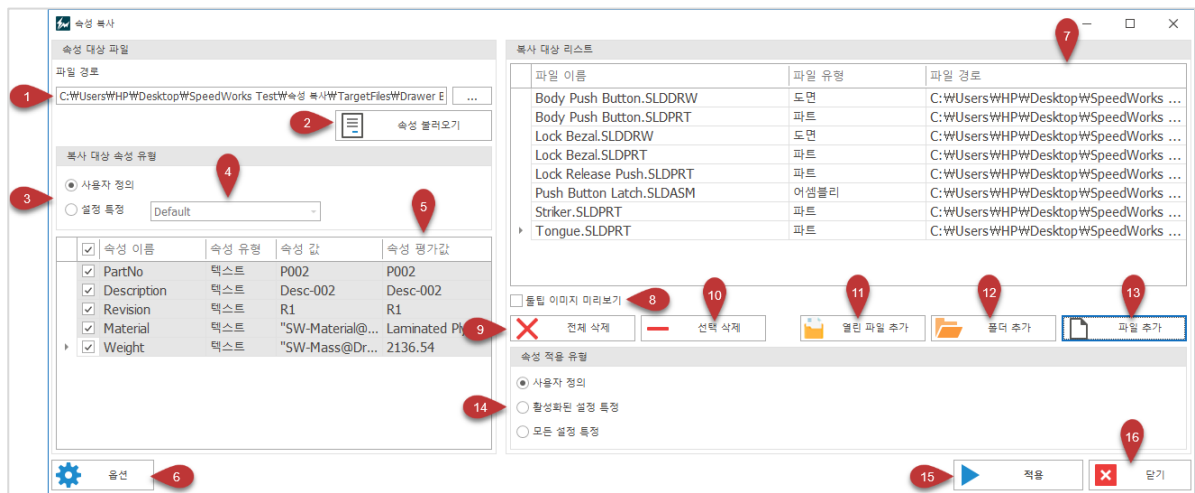 속성 복사
속성 대상 파일
파일 경로
1
C:₩Users₩HP₩Desktop₩SpeedWorks Test₩속성 복사₩TargetFiles₩Drawer E
...
2
속성 불러오기
복사 대상 속성 유형
3
4
사용자 정의
설정 특정
Default
5
속성 이름 속성 유형 속성 값 속성 평가값
PartNo 텍스트 P002 P002
Description 텍스트 Desc-002 Desc-002
Revision 텍스트 R1 R1
Material 텍스트 "SW-Material@... Laminated Ply
Weight 텍스트 "SW-Mass@Dr... 2136.54
옵션
6
복사 대상 리스트
7
파일 이름 파일 유형 파일 경로
Body Push Button.SLDDRW 도면 C:₩Users₩HP₩Desktop₩SpeedWorks ...
Body Push Button.SLDPRT 파트 C:₩Users₩HP₩Desktop₩SpeedWorks ...
Lock Bezal.SLDDRW 도면 C:₩Users₩HP₩Desktop₩SpeedWorks ...
Lock Bezal.SLDPRT 파트 C:₩Users₩HP₩Desktop₩SpeedWorks ...
Lock Release Push.SLDPRT 파트 C:₩Users₩HP₩Desktop₩SpeedWorks ...
Push Button Latch.SLDASM 어셈블리 C:₩Users₩HP₩Desktop₩SpeedWorks ...
Striker.SLDPRT 파트 C:₩Users₩HP₩Desktop₩SpeedWorks ...
Tongue.SLDPRT 파트 C:₩Users₩HP₩Desktop₩SpeedWorks ...
툴팁 이미지 미리보기
8
9
전체 삭제
10
선택 삭제
11
열린 파일 추가
12
폴더 추가
13
파일 추가
속성 적용 유형
사용자 정의
14
활성화된 설정 특정
모든 설정 특정
15
적용
16
닫기